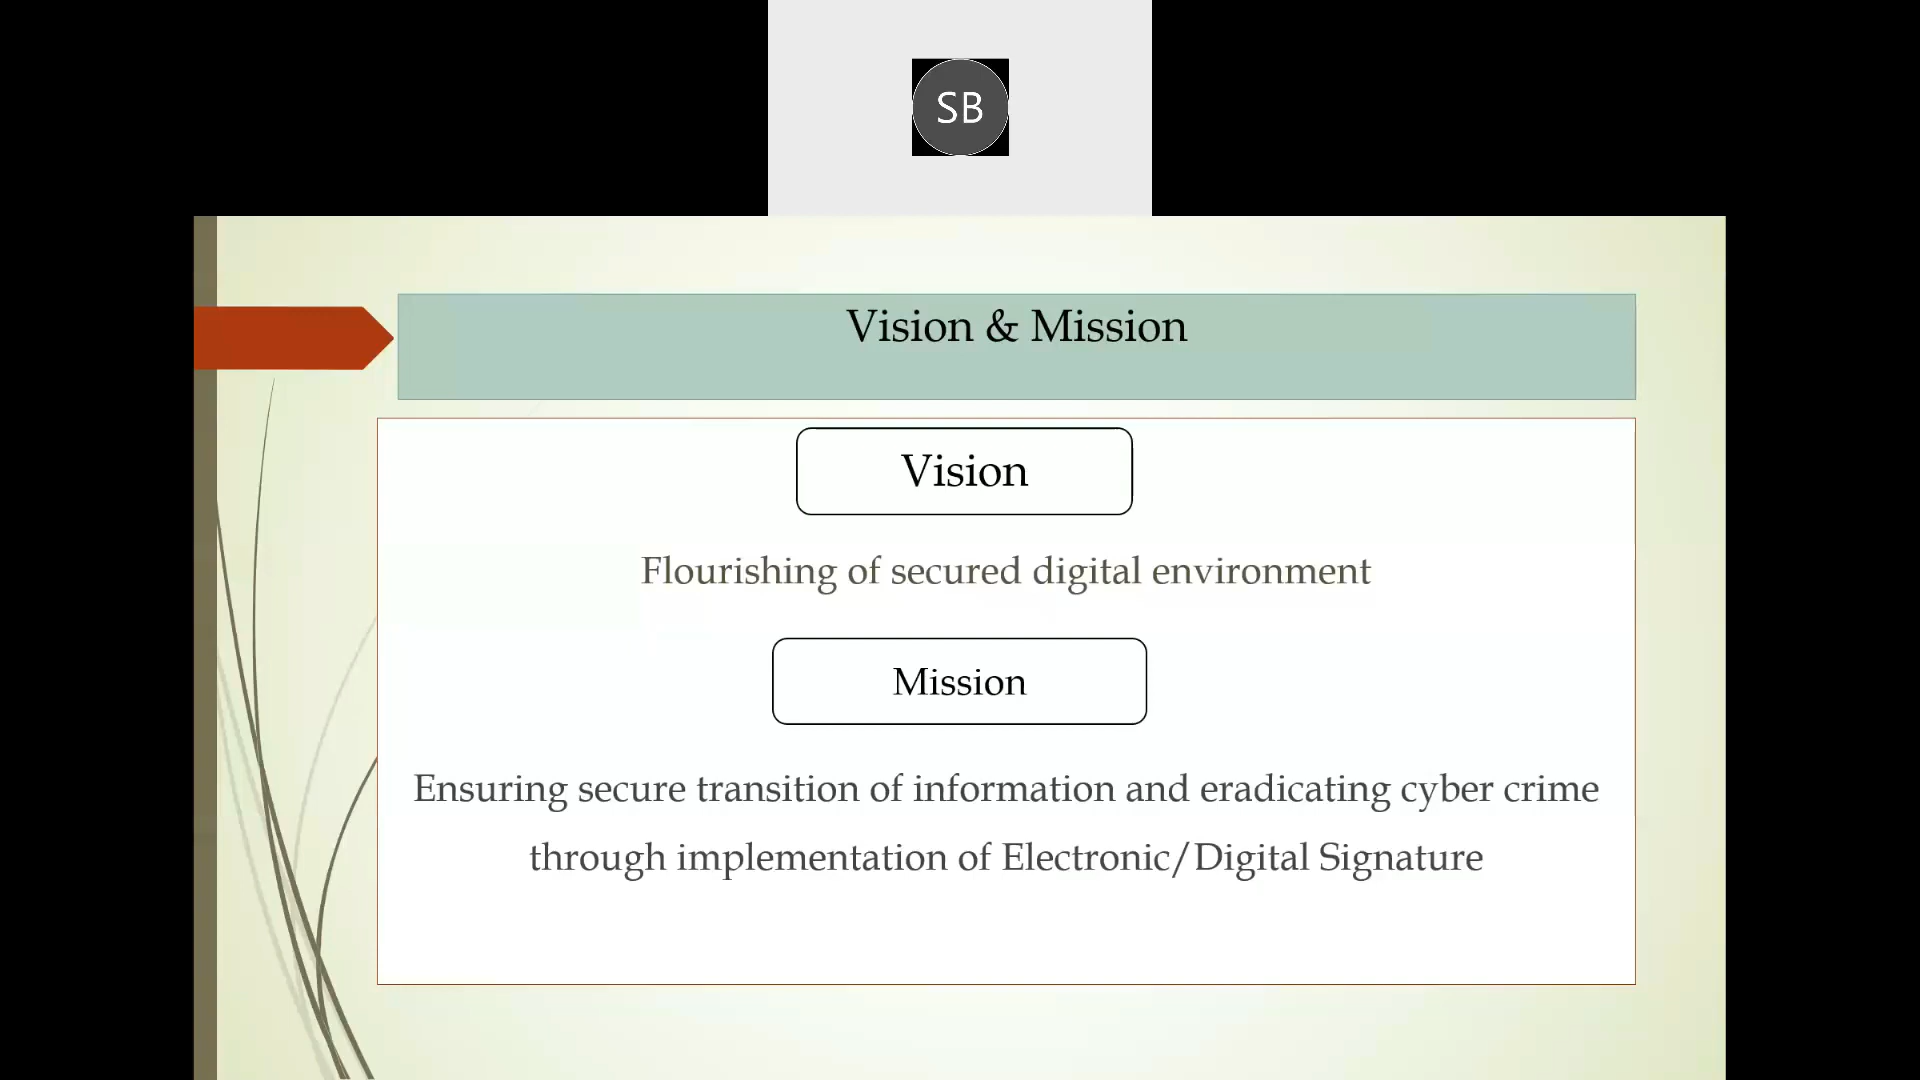 SB
Vision & Mission
Vision
Flourishing of secured digital environment
Mission
Ensuring secure transition of information and eradicating cyber crime
through implementation of Electronic/Digital Signature